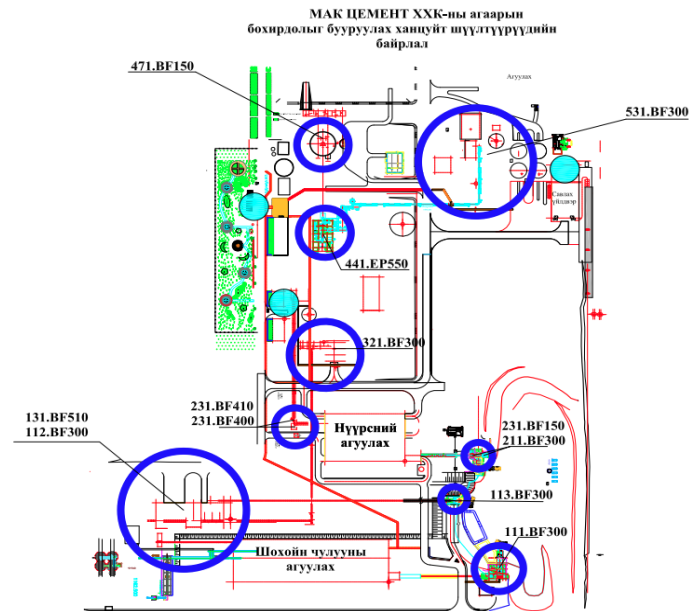 МАК ЦЕМЕНТ ХХК-ны агаарын
бохирдолыг бууруулах ханцуйт шүүлтүүрүүдийн
байрлал
471.BF150
Агуулах
531.BF300
Савлах
үйлдвэр
441.EP550
321.BF300
231.BF410
231.BF400
131.BF510
112.BF300
Нүүрсний
агуулах
231.BF150
211.BF300
113.BF300
Шохойн чулууны
агуулах
111.BF300